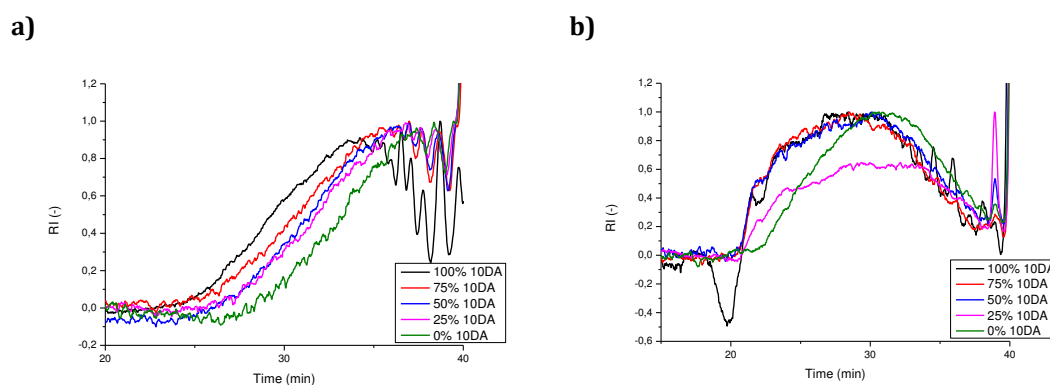 a)
RI (-)
1,2
1,0
0,8
0,6
0,4
0,2
0,0
-0,2
20
30
40
Time (min)
100% 10DA
75% 10DA
50% 10DA
25% 10DA
0% 10DA
b)
RI (-)
1,2
1,0
0,8
0,6
0,4
0,2
0,0
-0,2
-0,4
-0,6
20
30
40
Time (min)
100% 10DA
75% 10DA
50% 10DA
25% 10DA
0% 10DA